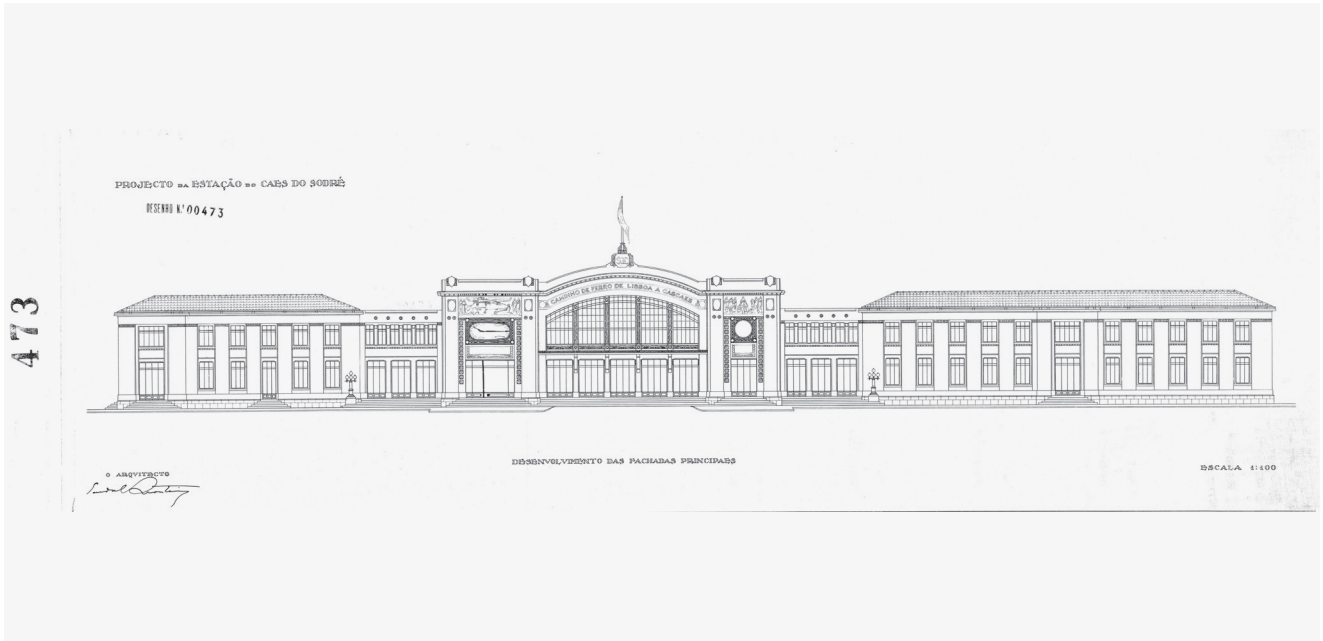 PROJECTO DA ESTAÇÃO DO CAES DO SODRÉ
DESENHO N.º 00473
473
CAMINHO DE FERRO DE LISBOA A CASCAES
DESENVOLVIMENTO DAS FACHADAS PRINCIPAES
O ARQVITECTO
ESCALA 1:100